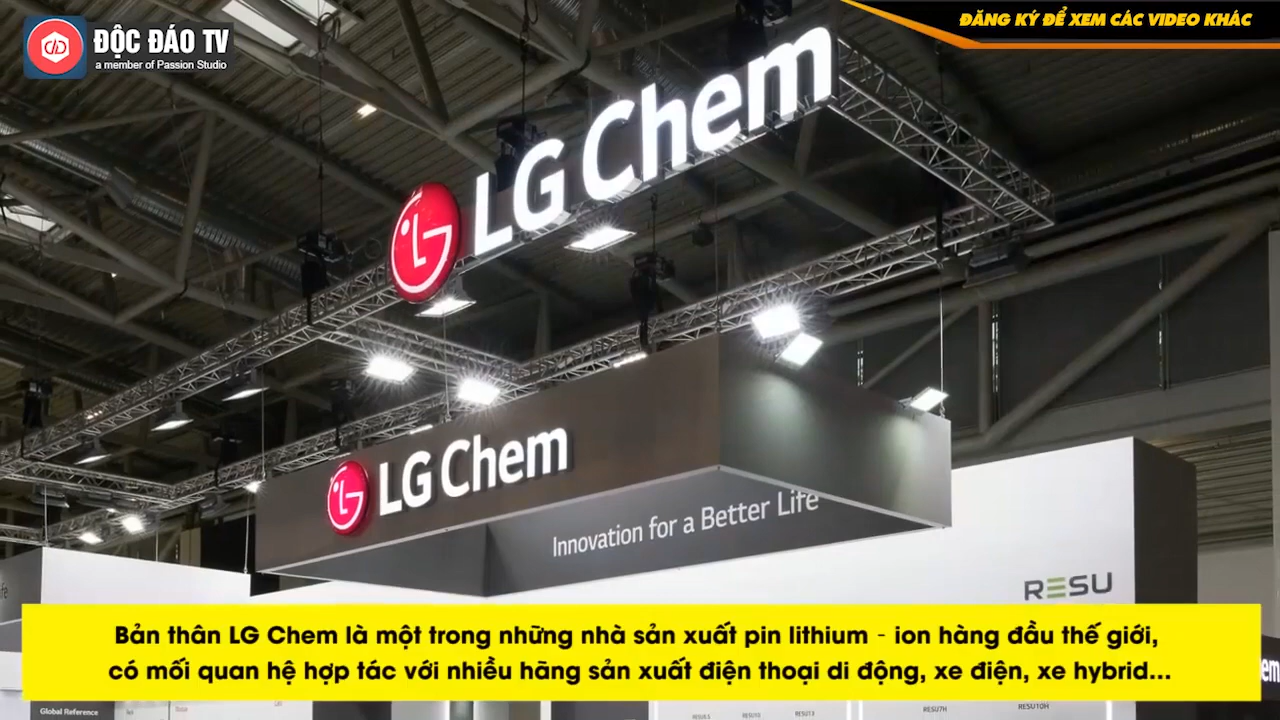 ĐỘC ĐÁO TV
a member of Passion Studio
ĐĂNG KÝ ĐỂ XEM CÁC VIDEO KHÁC
LG Chem
LG Chem
Innovation for a Better Life
RESU
Bản thân LG Chem là một trong những nhà sản xuất pin lithium - ion hàng đầu thế giới,
có mối quan hệ hợp tác với nhiều hãng sản xuất điện thoại di động, xe điện, xe hybrid...
Global Reference
RESU7H
RESU10H